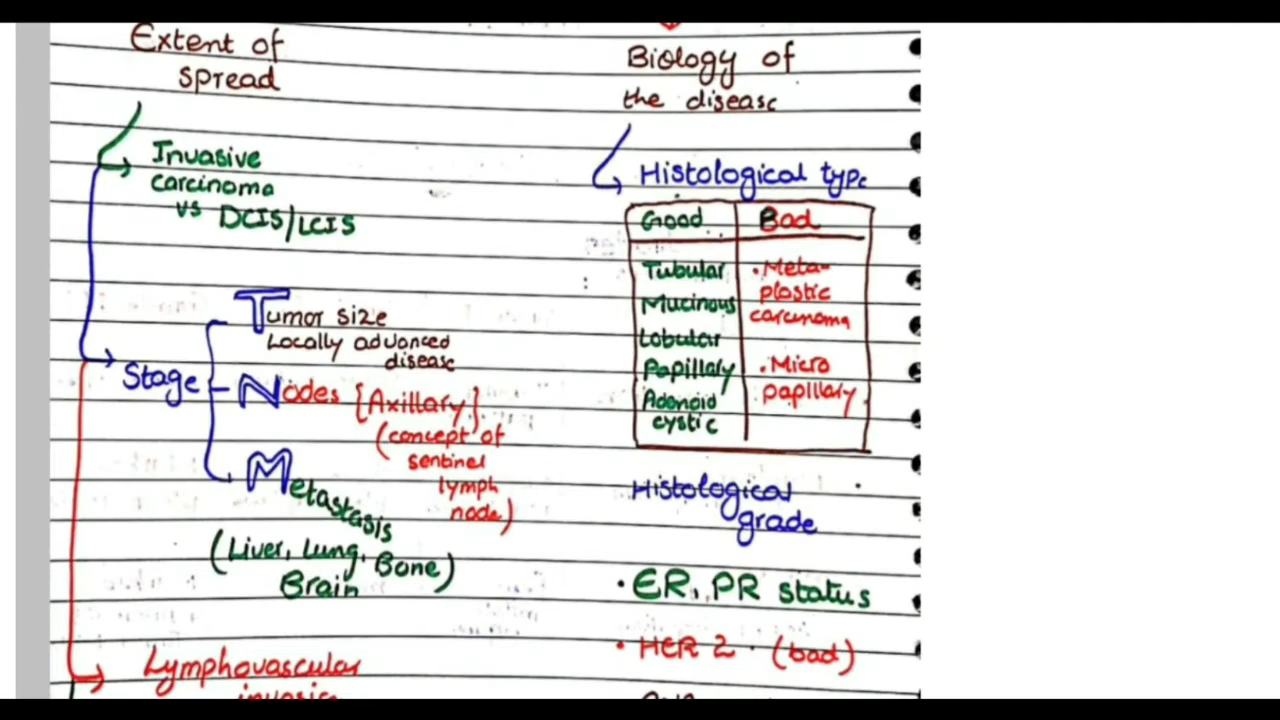 Extent of
spread
Invasive
carcinoma
vs DCIS/LCIS
Stage
Tumor size
Locally advanced
disease
Nodes [Axillary]
(concept of
sentinel
lymph
node)
Metastasis
(Liver, Lung, Bone)
Brain
Lymphovascular
invasion
Biology of
the disease
Histological type
Good Bad
Tubular
Mucinous
Lobular
Papillary
Adenoid
cystic
• Meta-
plastic
carcinoma
• Micro
papillary
Histological
grade
• ER, PR status
• HER 2 • (bad)